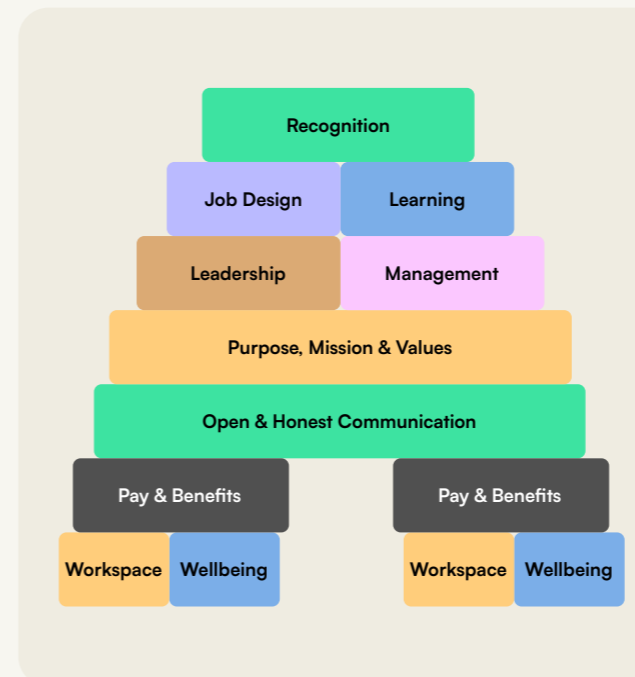 Recognition
Job Design
Learning
Leadership
Management
Purpose, Mission & Values
Open & Honest Communication
Pay & Benefits
Pay & Benefits
Workspace
Wellbeing
Workspace
Wellbeing